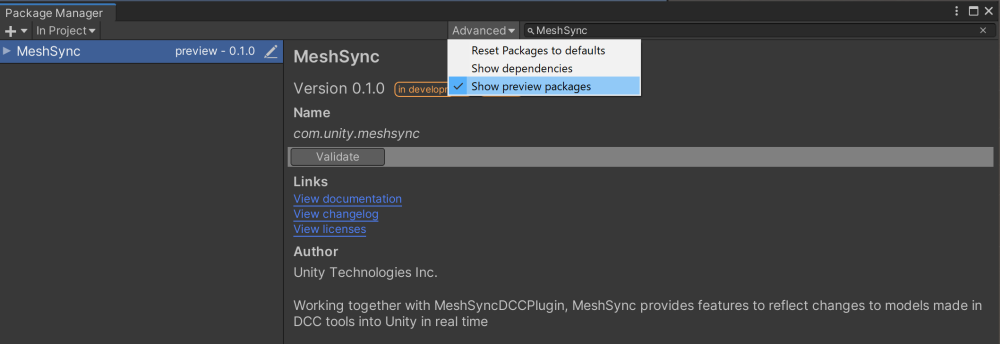 Package Manager
+ In Project Advanced MeshSync
MeshSync preview - 0.1.0
Reset Packages to defaults
Show dependencies
Show preview packages
MeshSync
Version 0.1.0 in
Name
com.unity.meshsync
Validate
Links
View documentation
View changelog
View licenses
Author
Unity Technologies Inc.
Working together with MeshSyncDCCPlugin, MeshSync provides features to reflect changes to models made in
DCC tools into Unity in real time